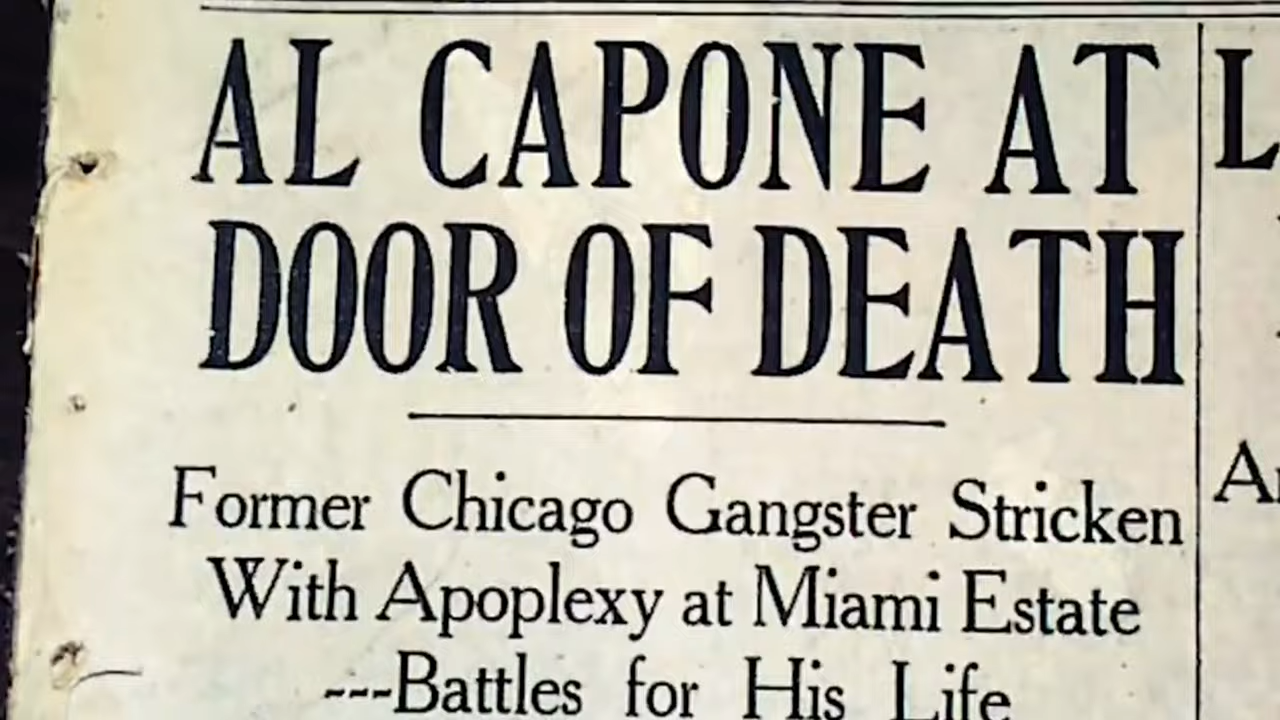 AL CAPONE AT
DOOR OF DEATH
Former Chicago Gangster Stricken
With Apoplexy at Miami Estate
---Battles for His Life